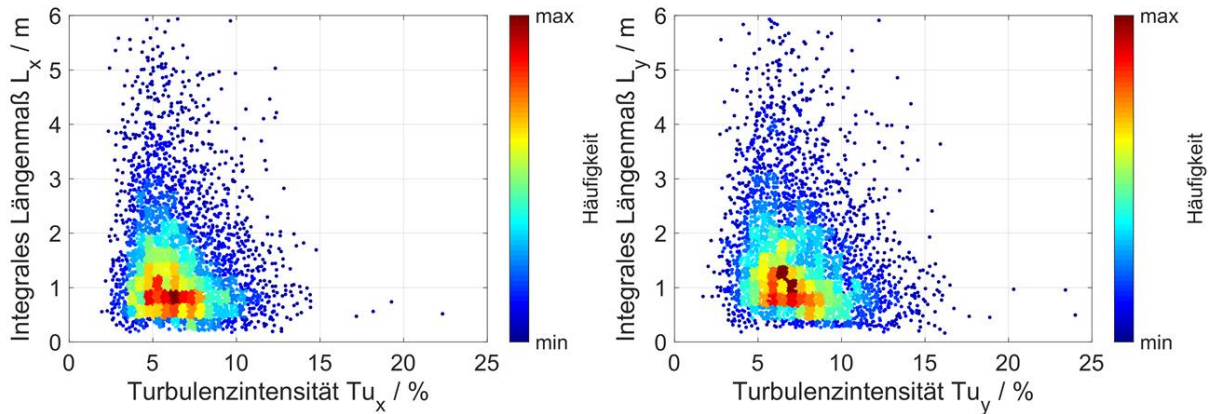 6
5
4
3
2
1
0
Integrales Längenmaß L_x / m
0 5 10 15 20 25
Turbulenzintensität Tu_x / %
max
Häufigkeit
min
6
5
4
3
2
1
0
Integrales Längenmaß L_y / m
0 5 10 15 20 25
Turbulenzintensität Tu_y / %
max
Häufigkeit
min